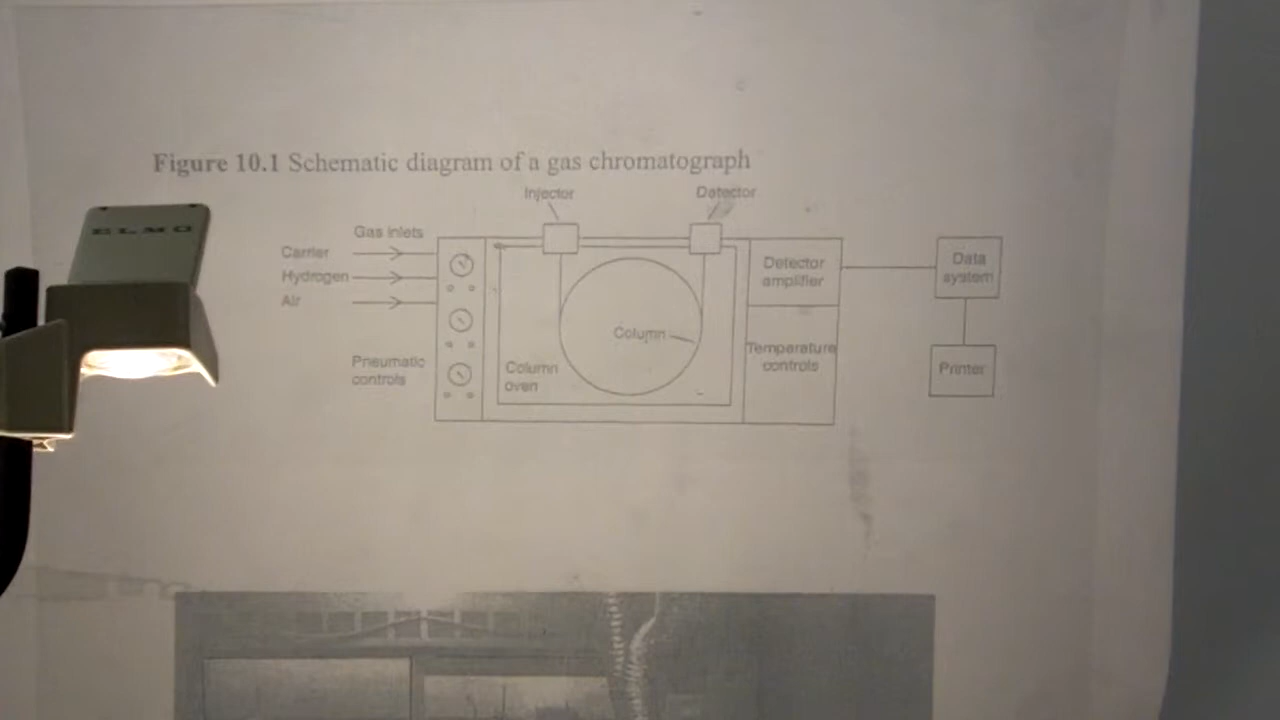 Figure 10.1 Schematic diagram of a gas chromatograph
Injector
Detector
ELMO
Gas inlets
Carrier
Hydrogen
Air
Pneumatic
controls
Column
Column
oven
Detector
amplifier
Temperature
controls
Data
system
Printer